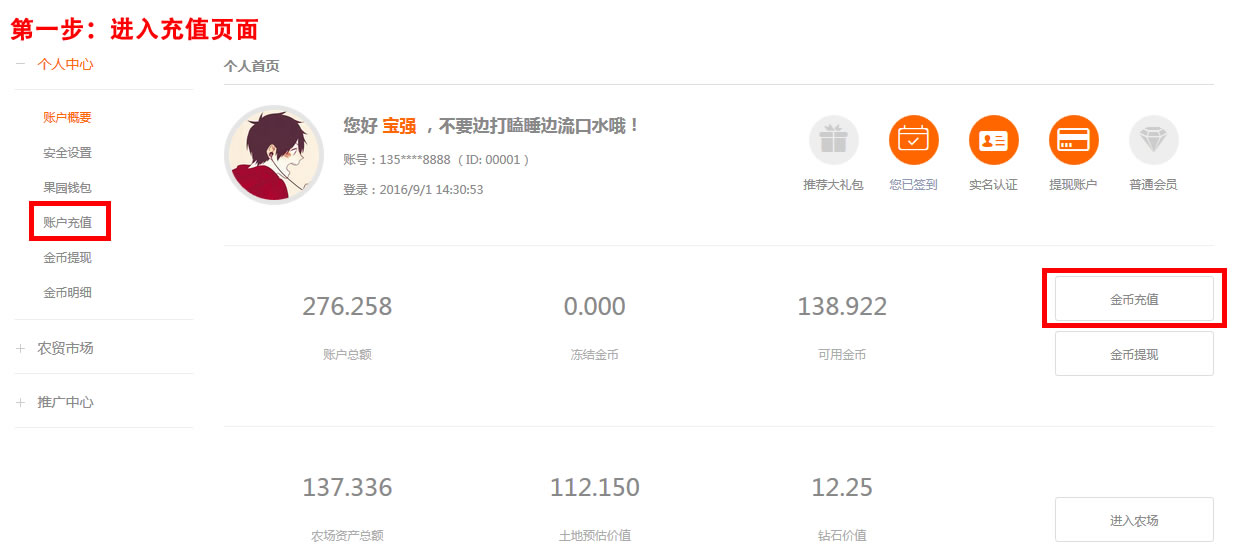 第一步：进入充值页面
个人中心
账户概要
安全设置
果园钱包
账户充值
金币提现
金币明细
农贸市场
推广中心
个人首页
您好 宝强 ，不要边打瞌睡边流口水哦！
账号：135****8888（ID: 00001）
登录：2016/9/1 14:30:53
推荐大礼包 您已签到 实名认证 提现账户 普通会员
276.258 0.000 138.922
账户总额 冻结金币 可用金币
金币充值
金币提现
137.336 112.150 12.25
农场资产总额 土地预估价值 钻石价值
进入农场